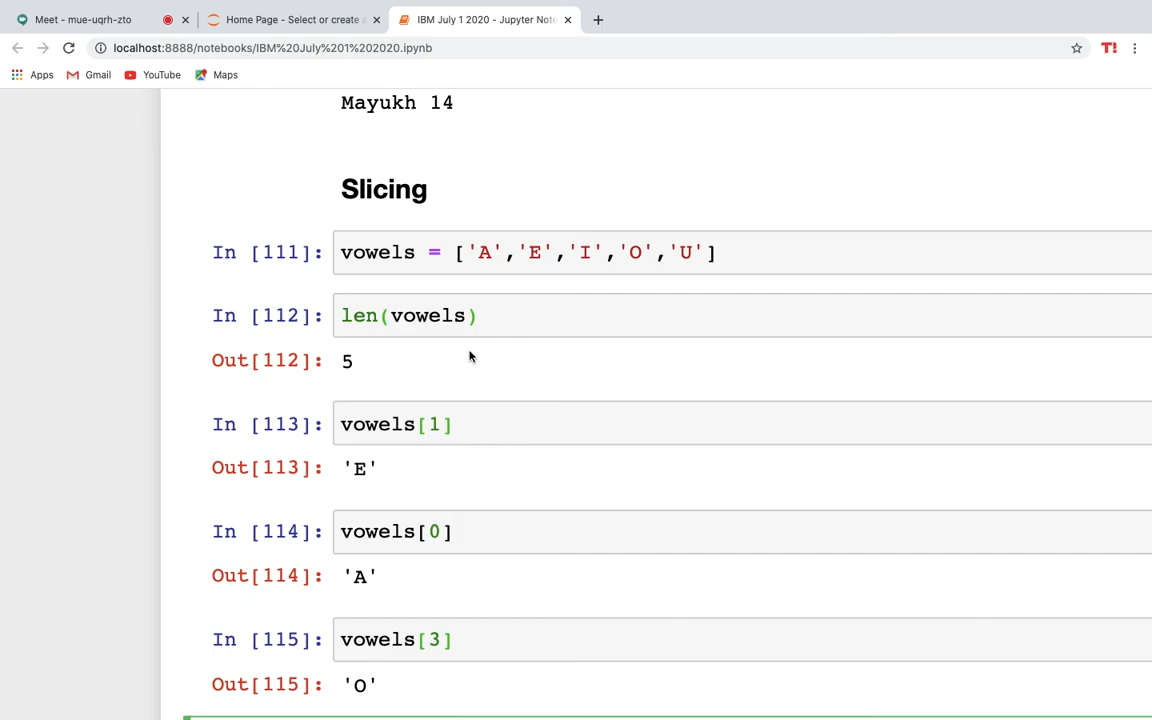 Meet - mue-uqrh-zto
Home Page - Select or create a
IBM July 1 2020 - Jupyter Note
localhost:8888/notebooks/IBM%20July%201%202020.ipynb
T!
Apps Gmail YouTube Maps
Mayukh 14
Slicing
In [111]: vowels = ['A','E','I','O','U']
In [112]: len(vowels)
Out[112]: 5
In [113]: vowels[1]
Out[113]: 'E'
In [114]: vowels[0]
Out[114]: 'A'
In [115]: vowels[3]
Out[115]: 'O'